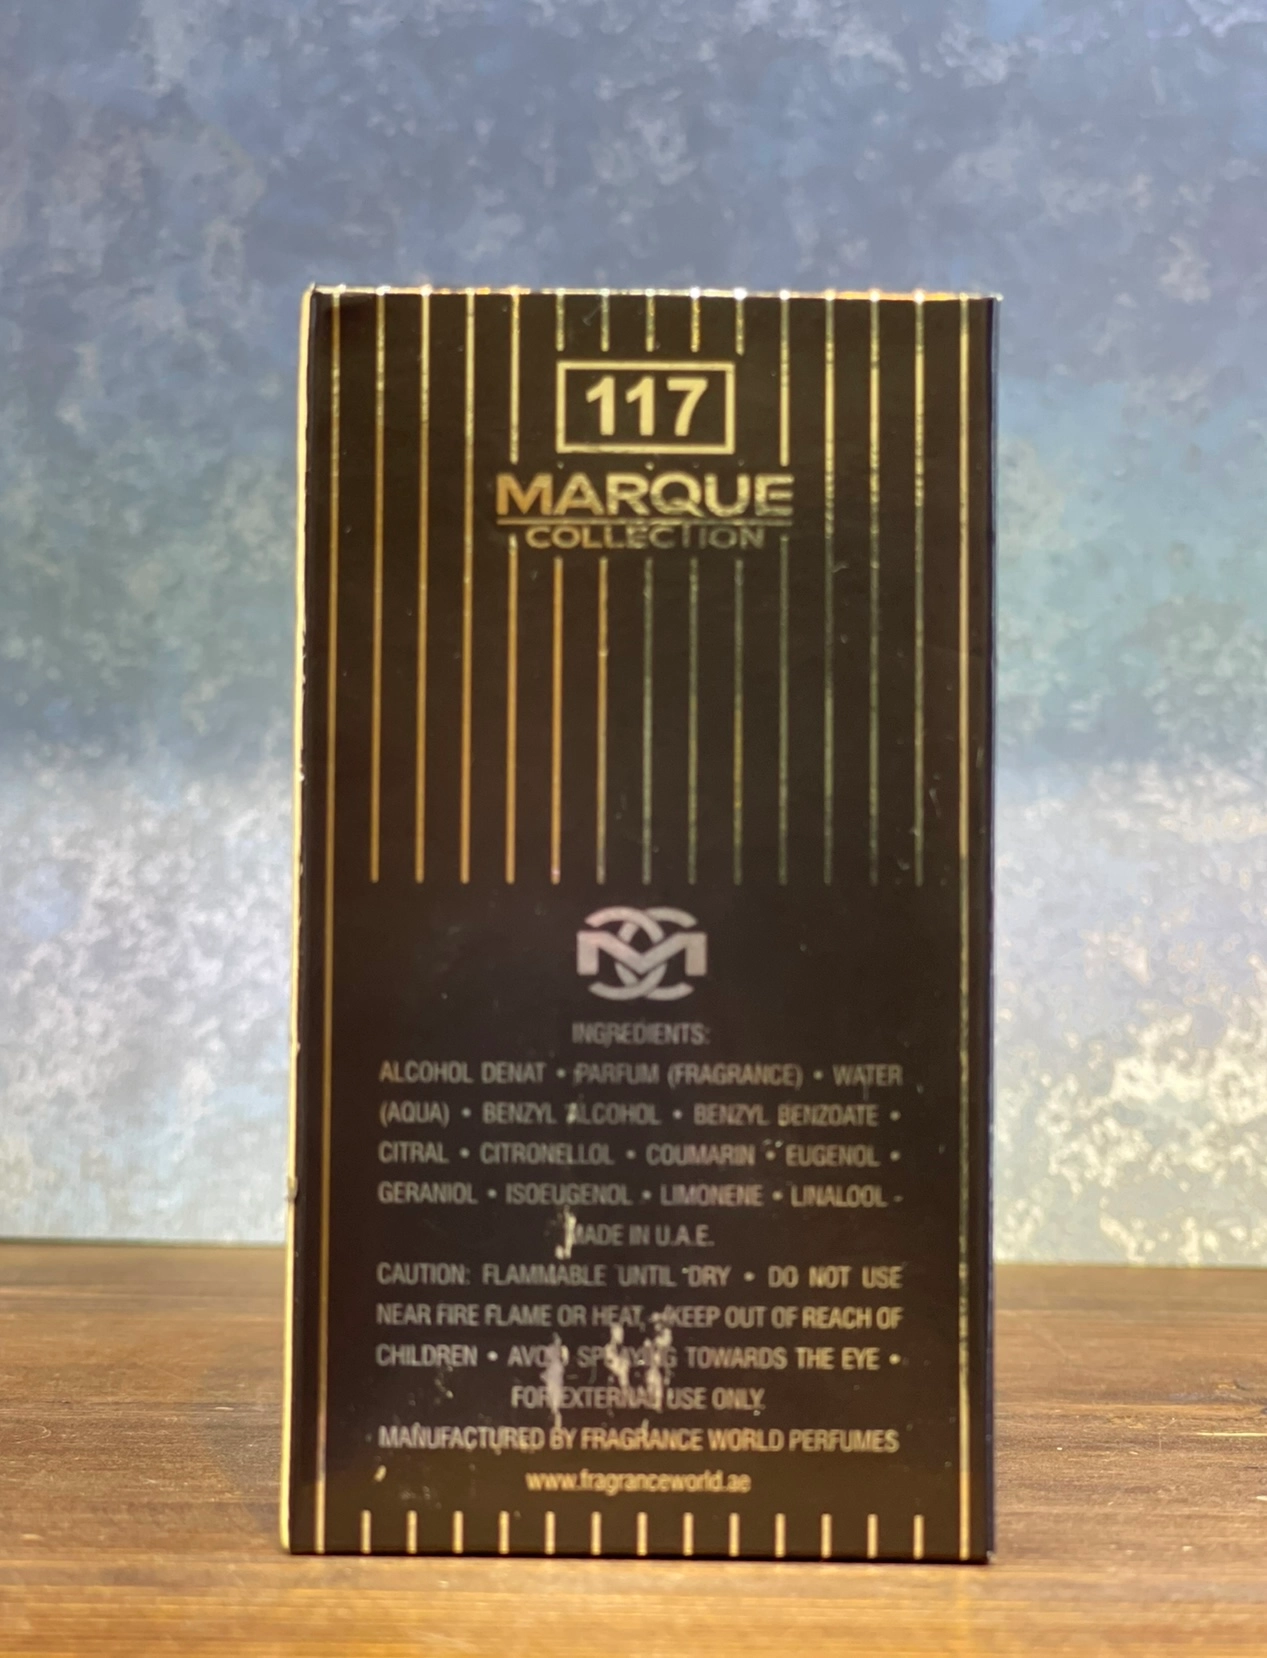 117
MARQUE
COLLECTION
INGREDIENTS:
ALCOHOL DENAT • PARFUM (FRAGRANCE) • WATER
(AQUA) • BENZYL ALCOHOL • BENZYL BENZOATE •
CITRAL • CITRONELLOL • COUMARIN • EUGENOL •
GERANIOL • ISOEUGENOL • LIMONENE • LINALOOL -
MADE IN U.A.E.
CAUTION: FLAMMABLE UNTIL DRY • DO NOT USE
NEAR FIRE FLAME OR HEAT, • KEEP OUT OF REACH OF
CHILDREN • AVOID SPRAYING TOWARDS THE EYE •
FOR EXTERNAL USE ONLY.
MANUFACTURED BY FRAGRANCE WORLD PERFUMES
www.fragranceworld.ae